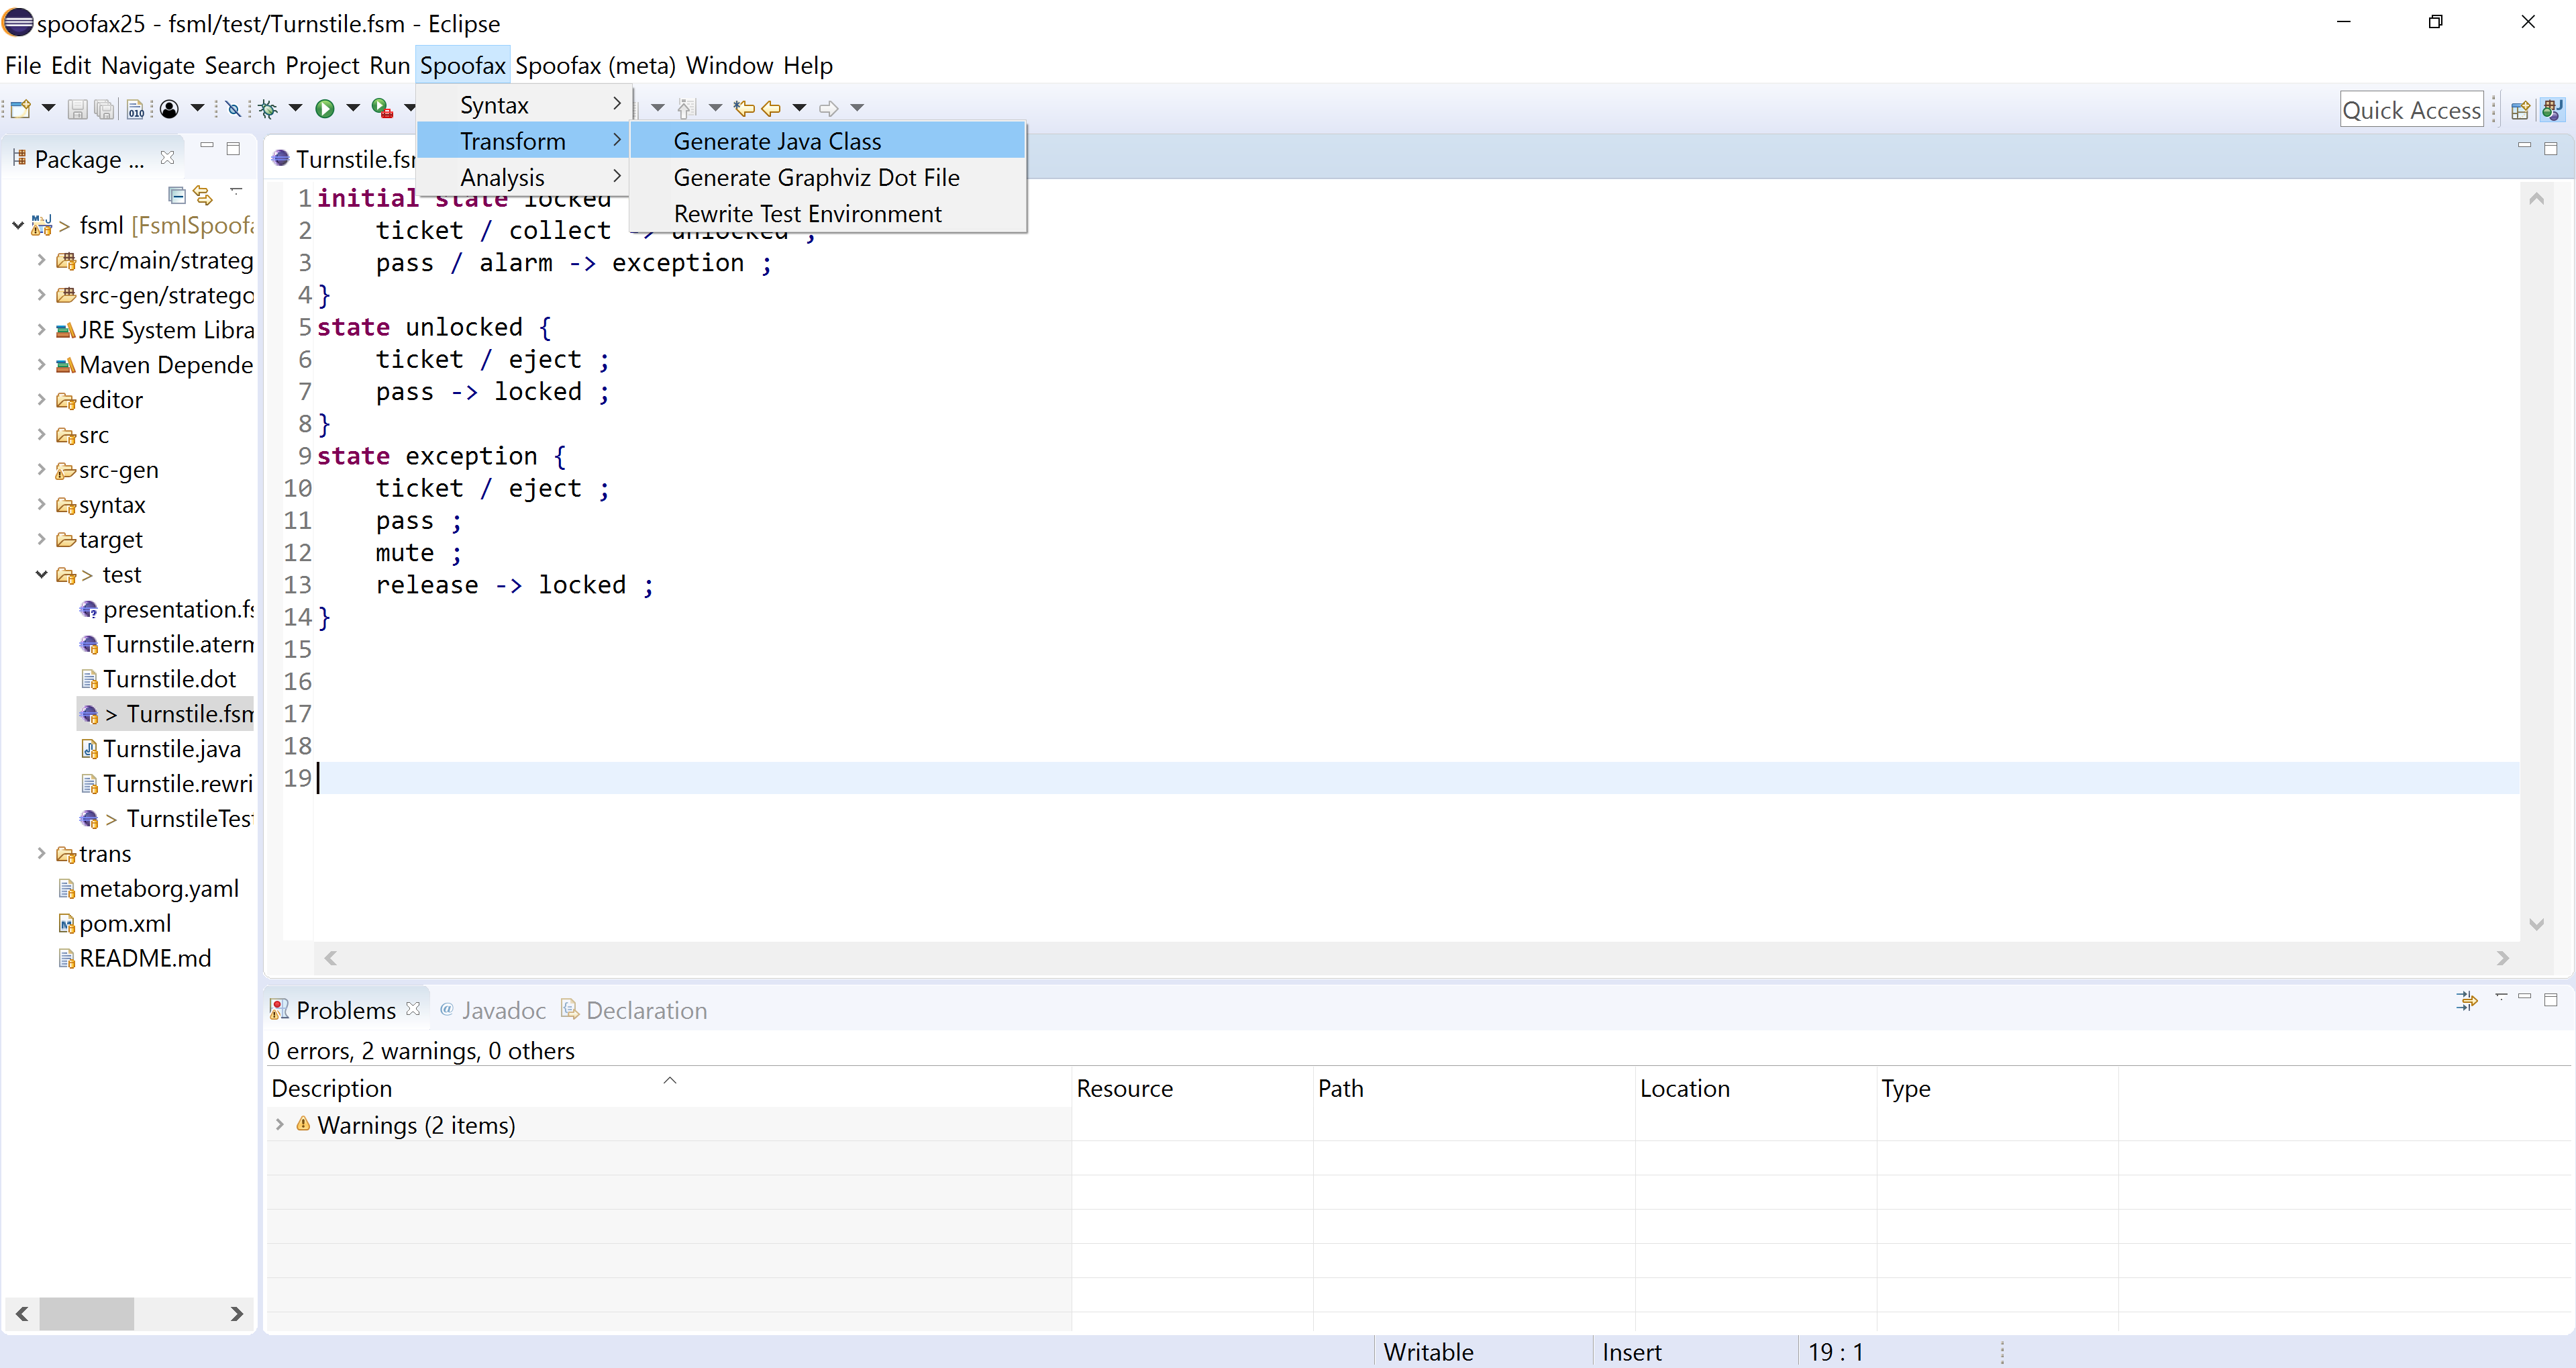 spoofax25 - fsml/test/Turnstile.fsm - Eclipse
File Edit Navigate Search Project Run Spoofax Spoofax (meta) Window Help
Quick Access
Syntax
Transform
Analysis
Generate Java Class
Generate Graphviz Dot File
Rewrite Test Environment
Package ...
> fsml [FsmlSpoofa
src/main/strateg
src-gen/stratego
JRE System Libra
Maven Depende
editor
src
src-gen
syntax
target
> test
presentation.fs
Turnstile.aterm
Turnstile.dot
> Turnstile.fsm
Turnstile.java
Turnstile.rewri
> TurnstileTest
trans
metaborg.yaml
pom.xml
README.md
Turnstile.fsm
1 initial state locked
2 ticket / collect -> unlocked ;
3 pass / alarm -> exception ;
4 }
5 state unlocked {
6 ticket / eject ;
7 pass -> locked ;
8 }
9 state exception {
10 ticket / eject ;
11 pass ;
12 mute ;
13 release -> locked ;
14 }
15
16
17
18
19
Problems @ Javadoc Declaration
0 errors, 2 warnings, 0 others
Description Resource Path Location Type
Warnings (2 items)
Writable Insert 19 : 1